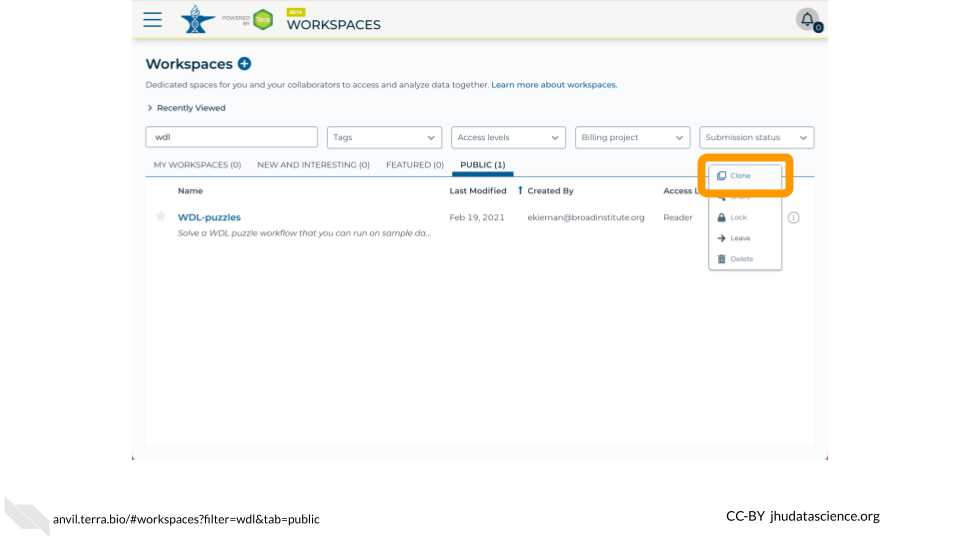 POWERED BY Terra
BETA
WORKSPACES
0
Workspaces
Dedicated spaces for you and your collaborators to access and analyze data together. Learn more about workspaces.
Recently Viewed
wdl
Tags
Access levels
Billing project
Submission status
MY WORKSPACES (0)
NEW AND INTERESTING (0)
FEATURED (0)
PUBLIC (1)
Clone
Name
Last Modified
Created By
Access L
Share
WDL-puzzles
Feb 19, 2021
ekiernan@broadinstitute.org
Reader
Lock
Solve a WDL puzzle workflow that you can run on sample da...
Leave
Delete
anvil.terra.bio/#workspaces?filter=wdl&tab=public
CC-BY jhudatascience.org